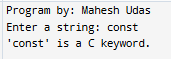 Program by: Mahesh Udas
Enter a string: const
'const' is a C keyword.